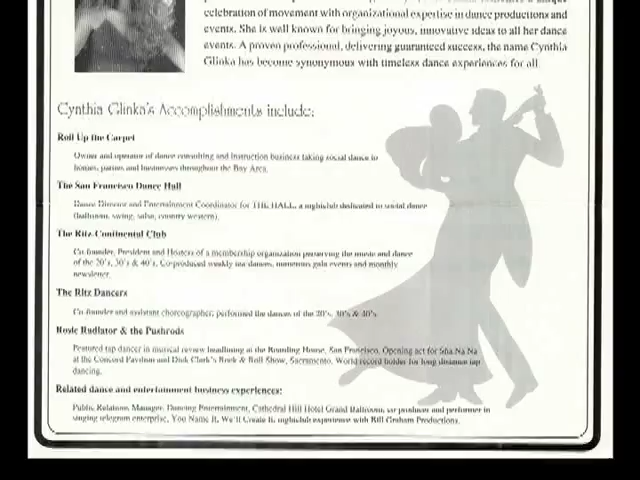 celebration of movement with organizational expertise in dance productions and
events. She is well known for bringing joyous, innovative ideas to all her dance
events. A proven professional, delivering guaranteed success, the name Cynthia
Glinka has become synonymous with timeless dance experiences for all.
Cynthia Glinka's Accomplishments include:
Roll Up the Carpet
Owner and operator of dance consulting and instruction business taking social dance to
homes, parties and businesses throughout the Bay Area.
The San Francisco Dance Hall
Dance Director and Entertainment Coordinator for THE HALL, a nightclub dedicated to social dance
(ballroom, swing, salsa, country western).
The Ritz Continental Club
Co-founder, President and Hostess of a membership organization preserving the music and dance
of the 20's, 30's & 40's. Co-produced weekly tea dances, numerous gala events and monthly
newsletter.
The Ritz Dancers
Co-founder and assistant choreographer; performed the dances of the 20's, 30's & 40's.
Rosie Radiator & the Pushrods
Featured tap dancer in musical review headlining at the Boarding House, San Francisco. Opening act for Sha Na Na
at the Concord Pavilion and Dick Clark's Rock & Roll Show, Sacramento. World record holder for long distance tap
dancing.
Related dance and entertainment business experiences:
Public Relations Manager, Dancing Entertainment, Cathedral Hill Hotel Grand Ballroom, co-producer and performer in
singing telegram enterprise, You Name It, We'll Create It, nightclub experience with Bill Graham Productions.